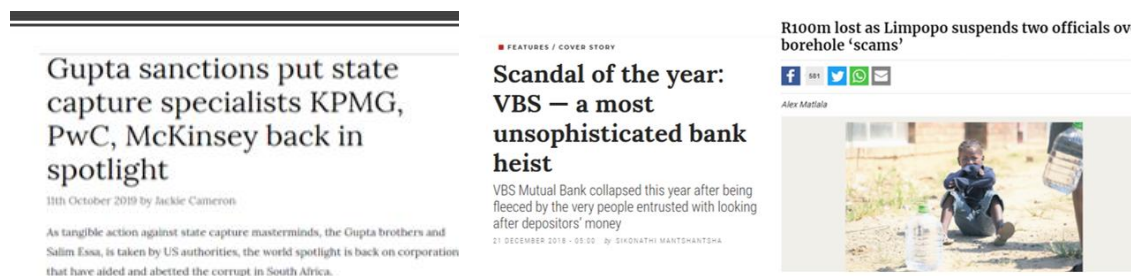 Gupta sanctions put state
capture specialists KPMG,
PwC, McKinsey back in
spotlight
11th October 2019 by Jackie Cameron
As tangible action against state capture masterminds, the Gupta brothers and
Salim Essa, is taken by US authorities, the world spotlight is back on corporation
that have aided and abetted the corrupt in South Africa.
FEATURES / COVER STORY
Scandal of the year:
VBS — a most
unsophisticated bank
heist
VBS Mutual Bank collapsed this year after being
fleeced by the very people entrusted with looking
after depositors' money
21 DECEMBER 2018 - 05:00 by SIKONATHI MANTSHANTSHA
R100m lost as Limpopo suspends two officials ov
borehole ‘scams’
581
Alex Matlala